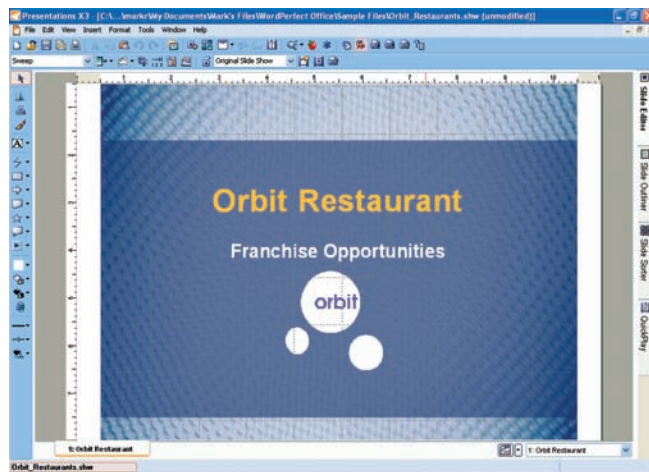 Presentations X3 - [C:\...\markr\My Documents\Mark's Files\WordPerfect Office\Sample Files\Orbit_Restaurants.shw (unmodified)]
File Edit View Insert Format Tools Window Help
Sweep
Original Slide Show
Orbit Restaurant
Franchise Opportunities
orbit
Slide Editor
Slide Outliner
Slide Sorter
QuickPlay
1: Orbit Restaurant
1: Orbit Restaurant
Orbit_Restaurants.shw